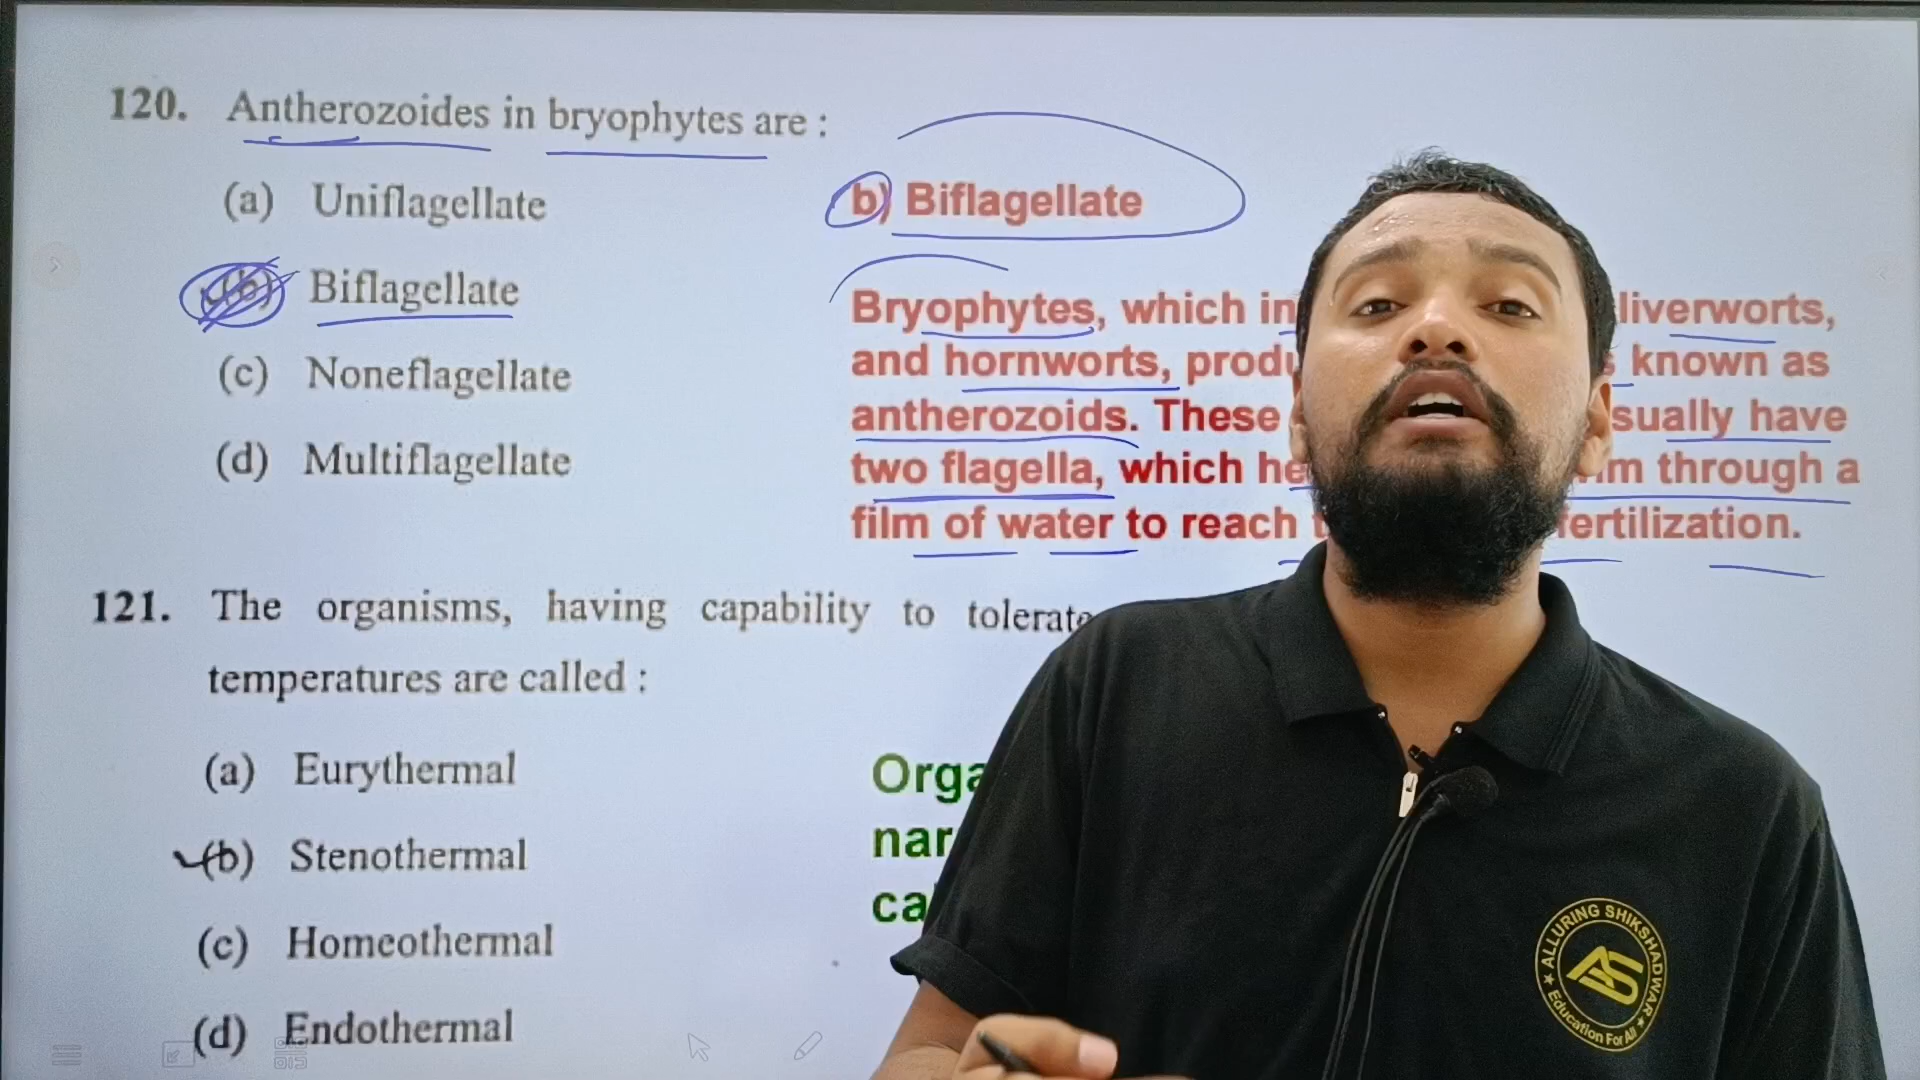 120. Antherozoides in bryophytes are :
(a) Uniflagellate
(b) Biflagellate
(c) Noneflagellate
(d) Multiflagellate
b) Biflagellate
Bryophytes, which in liverworts,
and hornworts, produ known as
antherozoids. These sually have
two flagella, which he m through a
film of water to reach fertilization.
121. The organisms, having capability to tolerate
temperatures are called :
(a) Eurythermal
(b) Stenothermal
(c) Homeothermal
(d) Endothermal
Orga
nar
ca
ALLURING SHIKSHADWAR
AS
Education For All